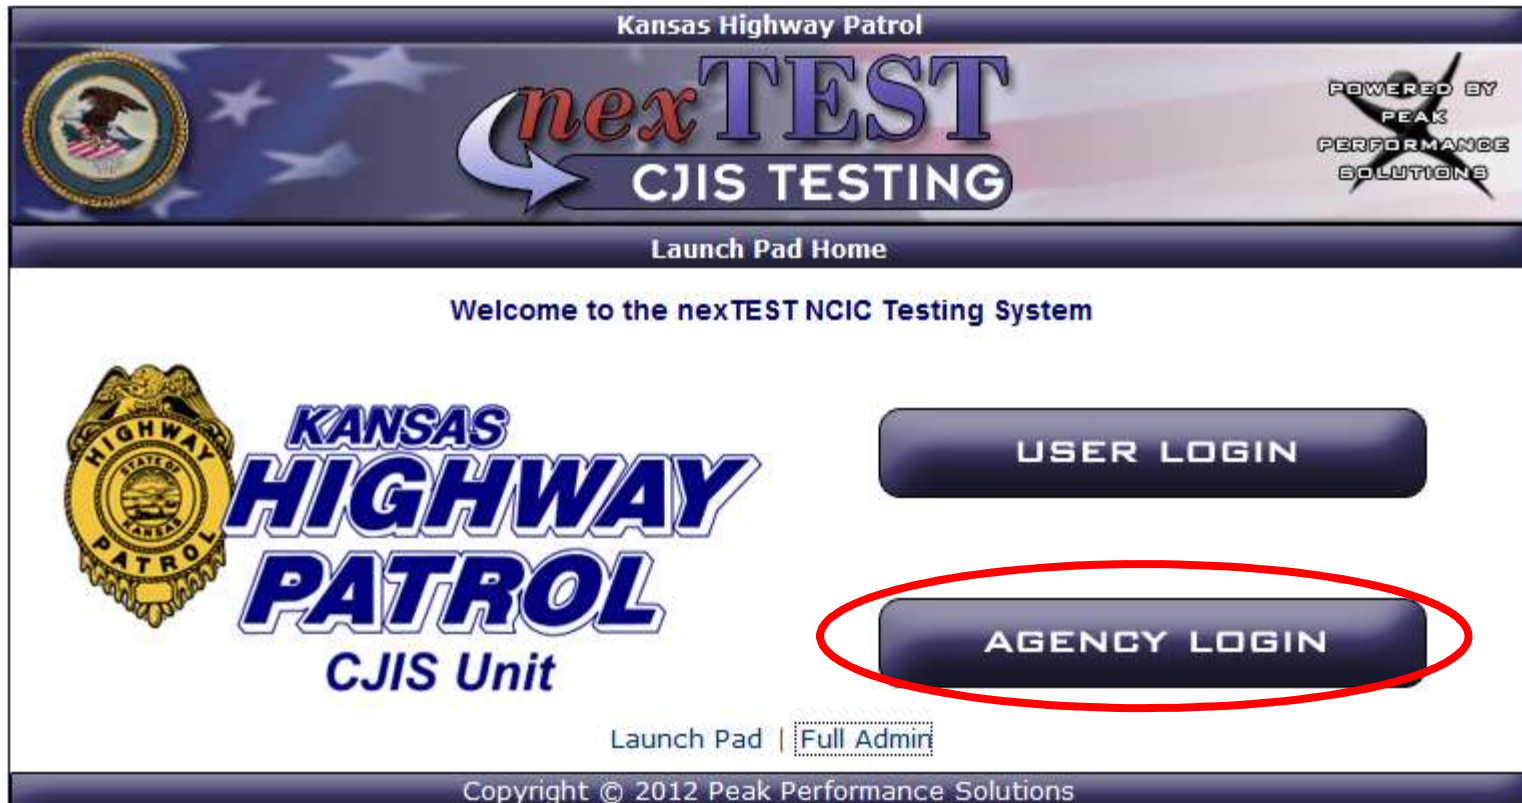 Kansas Highway Patrol
nexTEST
CJIS TESTING
POWERED BY
PEAK
PERFORMANCE
SOLUTIONS
Launch Pad Home
Welcome to the nexTEST NCIC Testing System
HIGHWAY
STATE OF
KANSAS
PATROL
KANSAS
HIGHWAY
PATROL
CJIS Unit
USER LOGIN
AGENCY LOGIN
Launch Pad | Full Admin
Copyright © 2012 Peak Performance Solutions